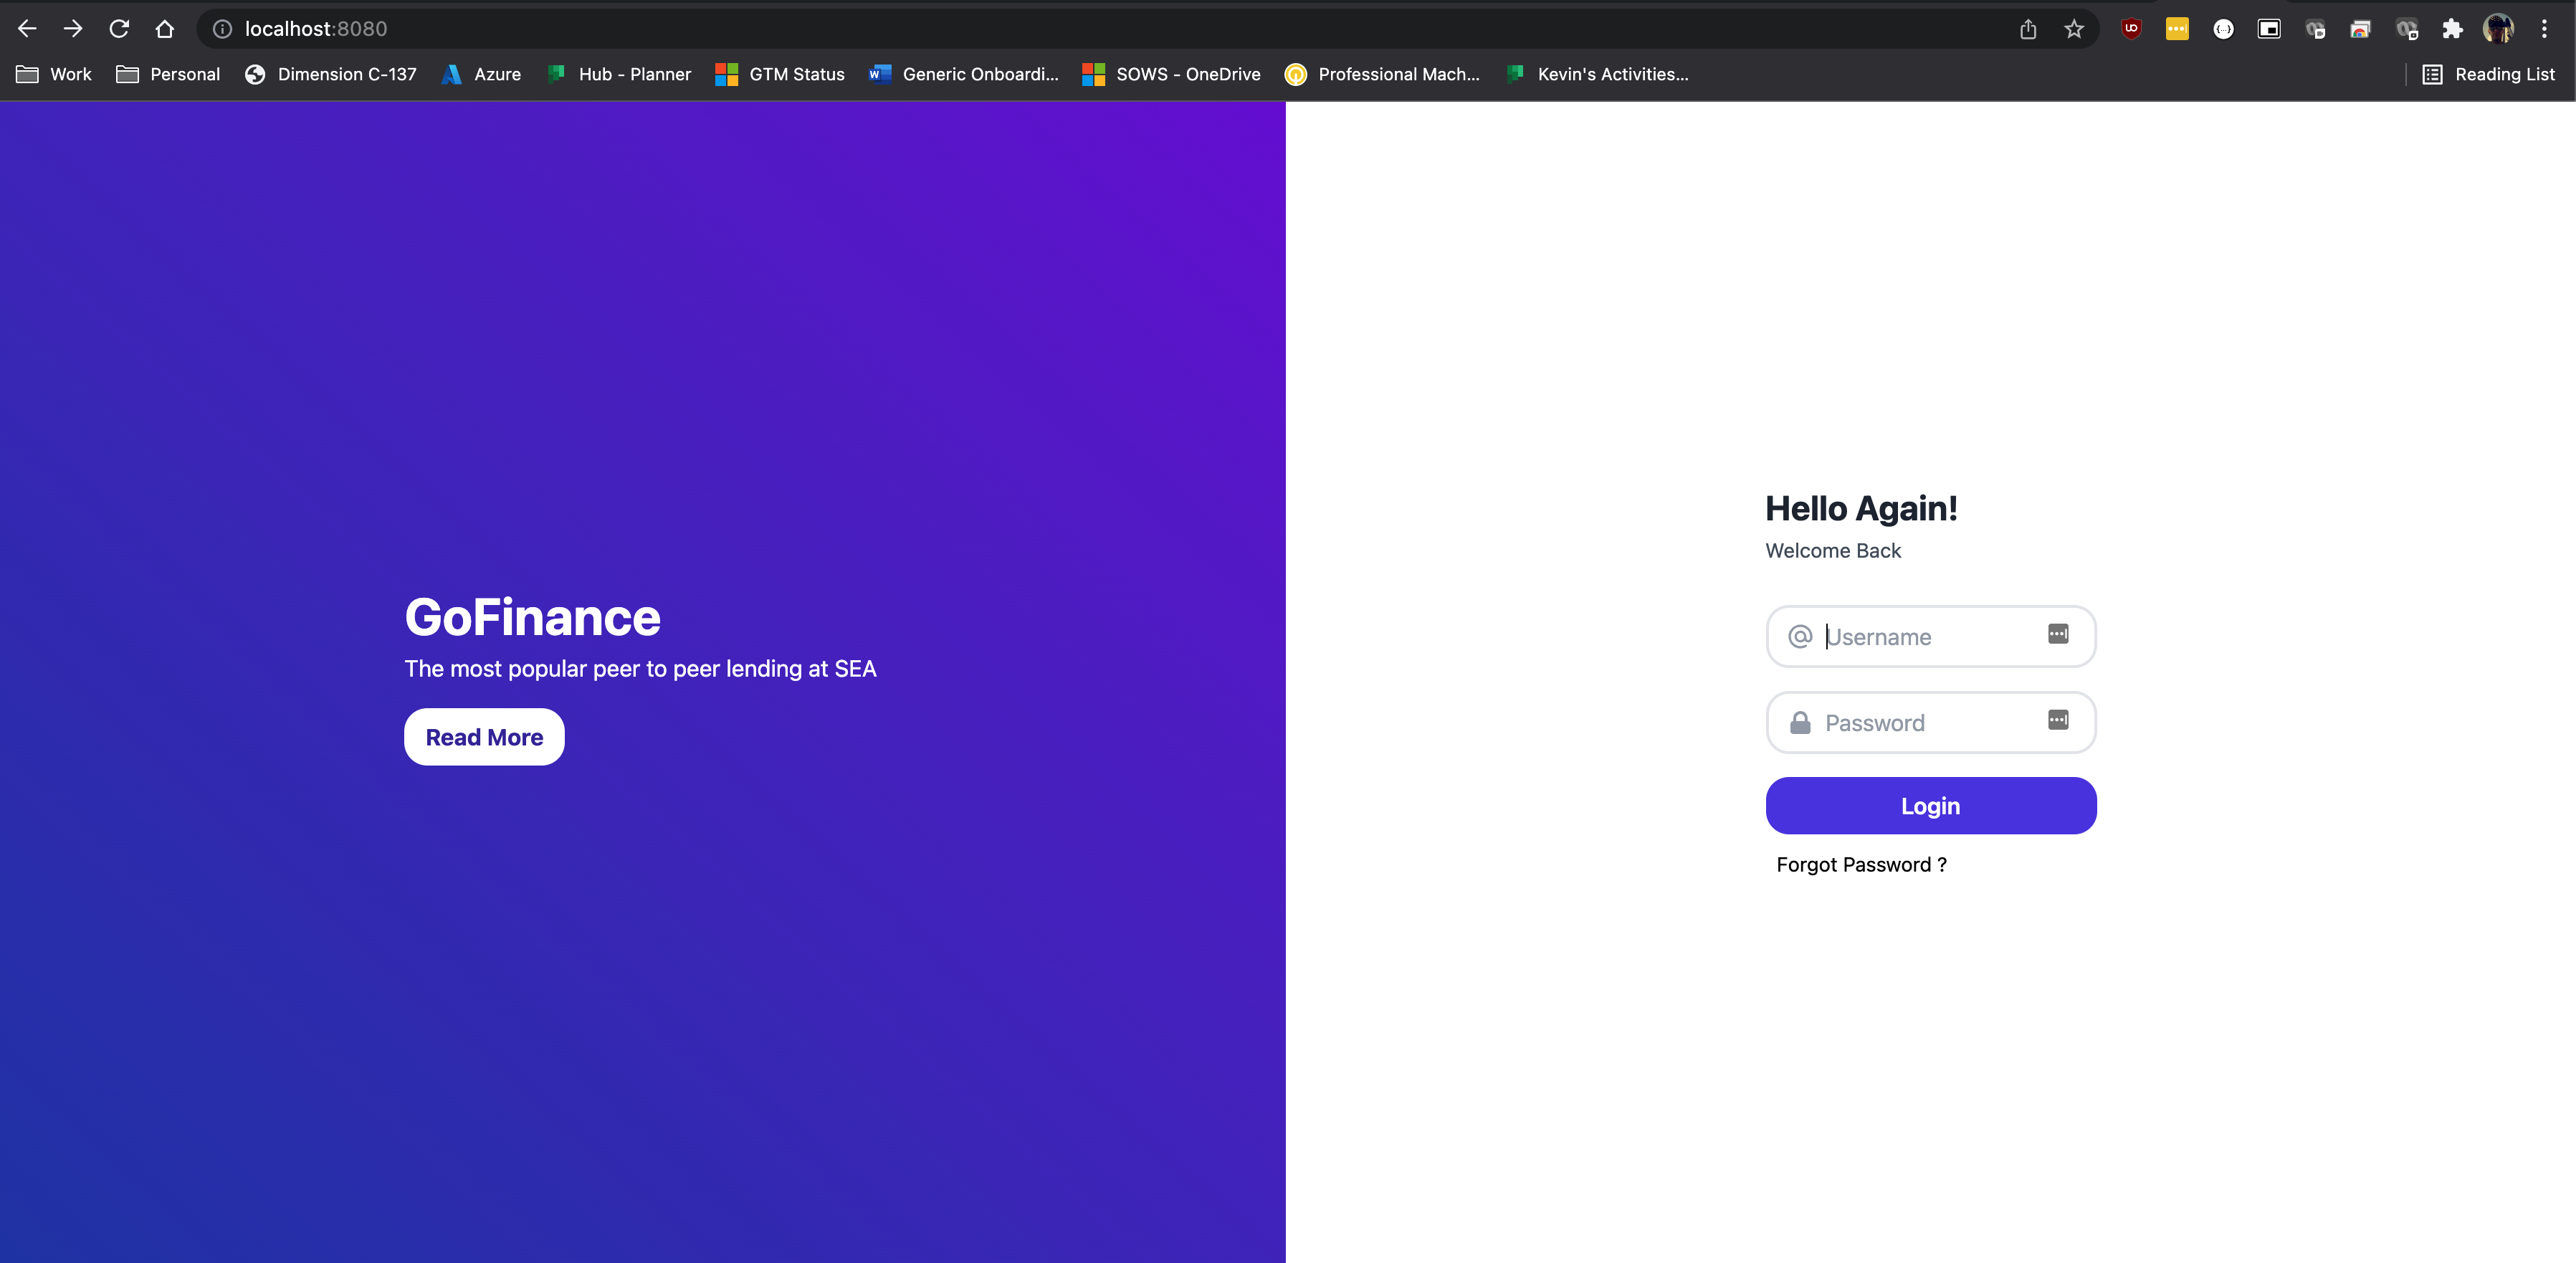 localhost:8080
Work Personal Dimension C-137 Azure Hub - Planner GTM Status Generic Onboardi... SOWS - OneDrive Professional Mach... Kevin's Activities... Reading List
GoFinance
The most popular peer to peer lending at SEA
Read More
Hello Again!
Welcome Back
Username
Password
Login
Forgot Password ?